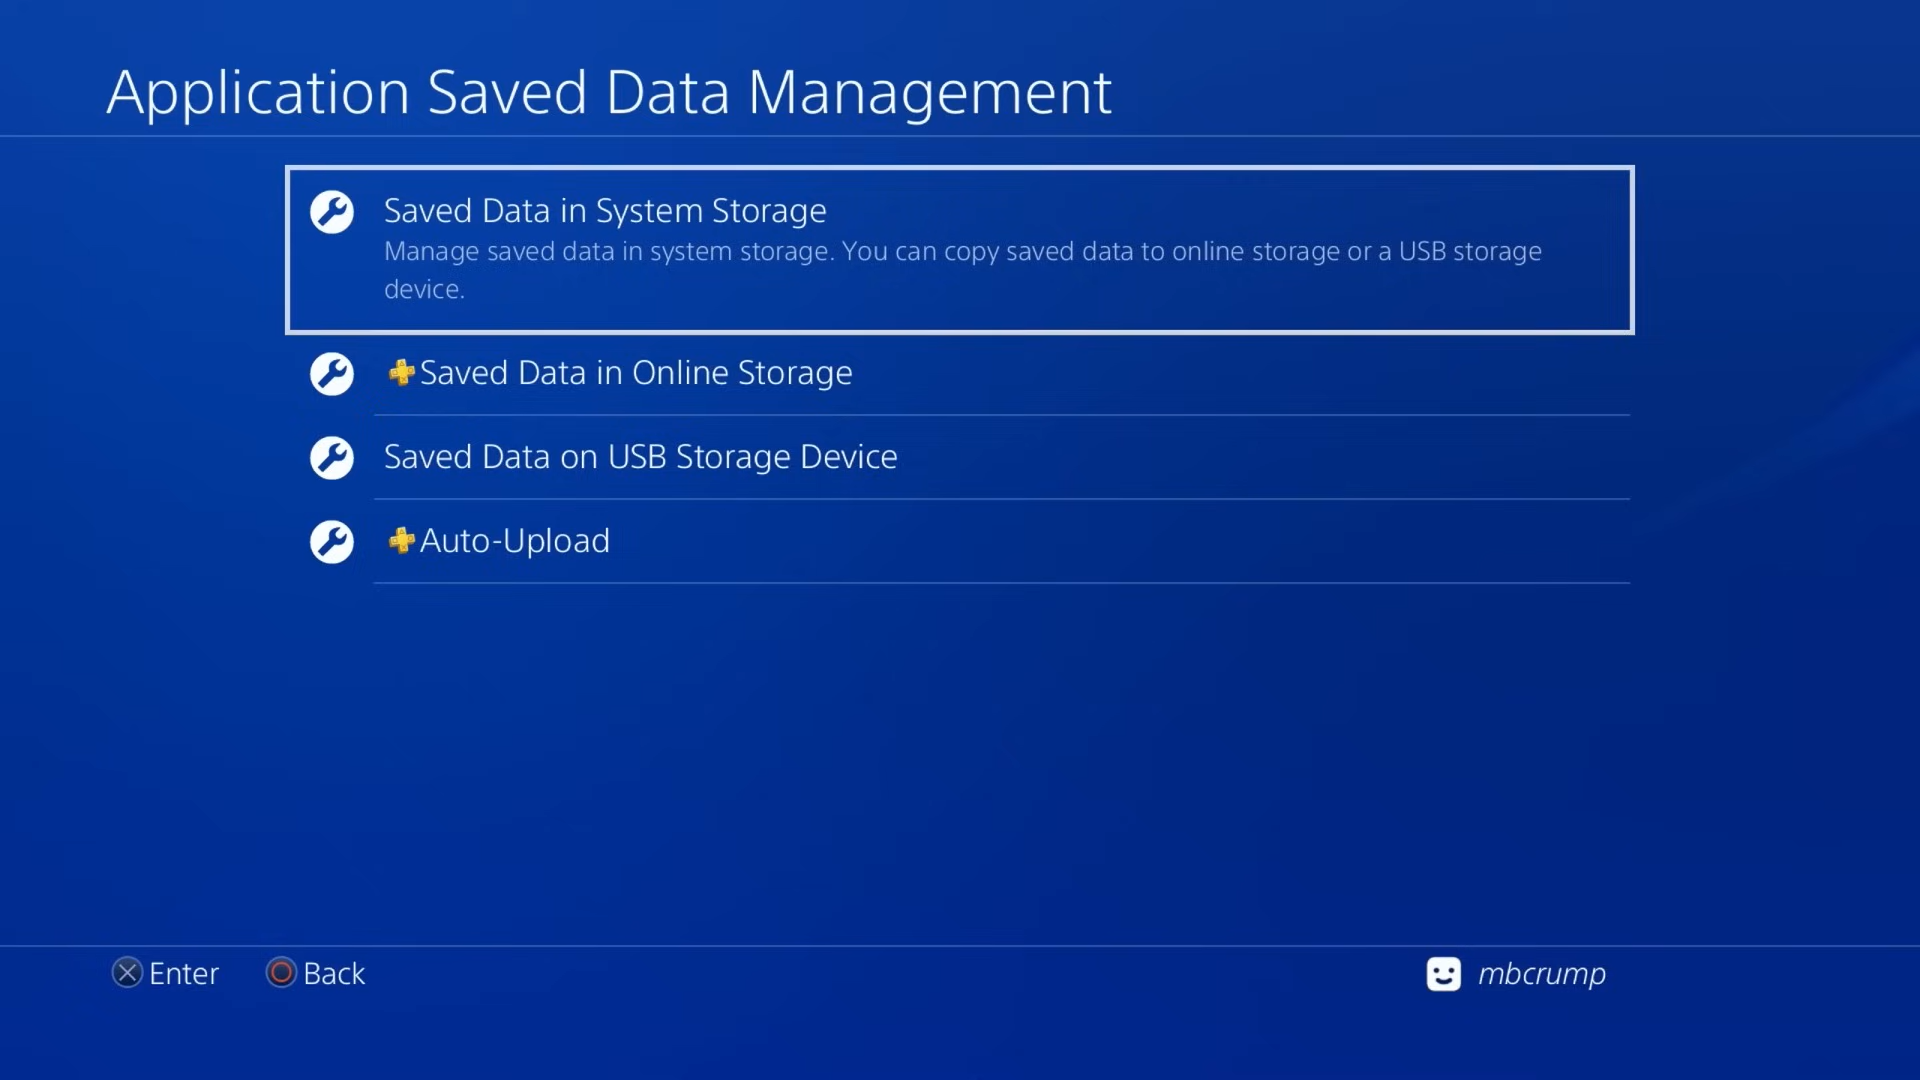 Application Saved Data Management
Saved Data in System Storage
Manage saved data in system storage. You can copy saved data to online storage or a USB storage
device.
Saved Data in Online Storage
Saved Data on USB Storage Device
Auto-Upload
Enter Back mbcrump